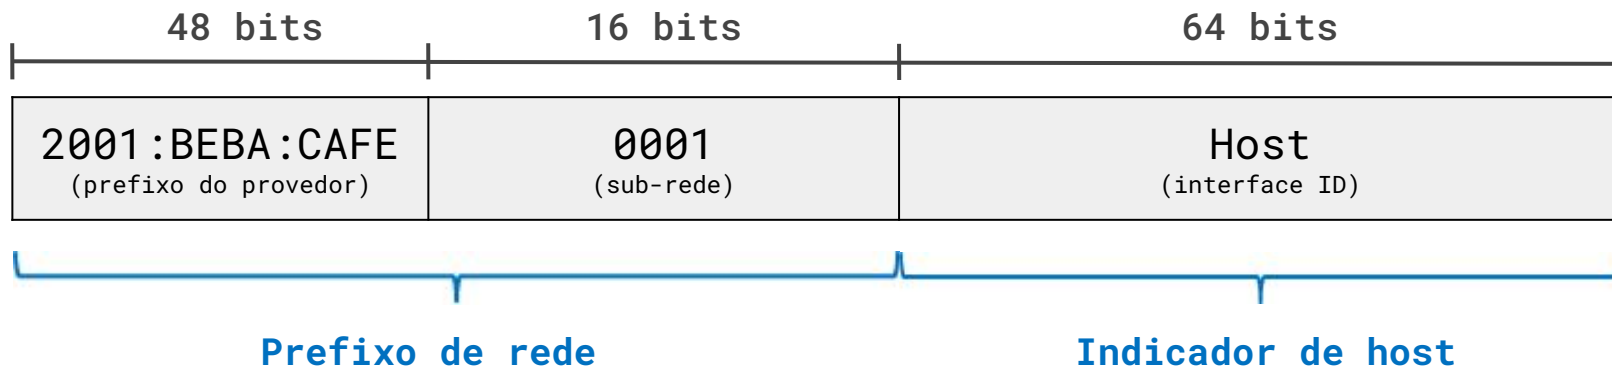 48 bits 16 bits 64 bits
2001:BEBA:CAFE 0001 Host
(prefixo do provedor) (sub-rede) (interface ID)
Prefixo de rede Indicador de host